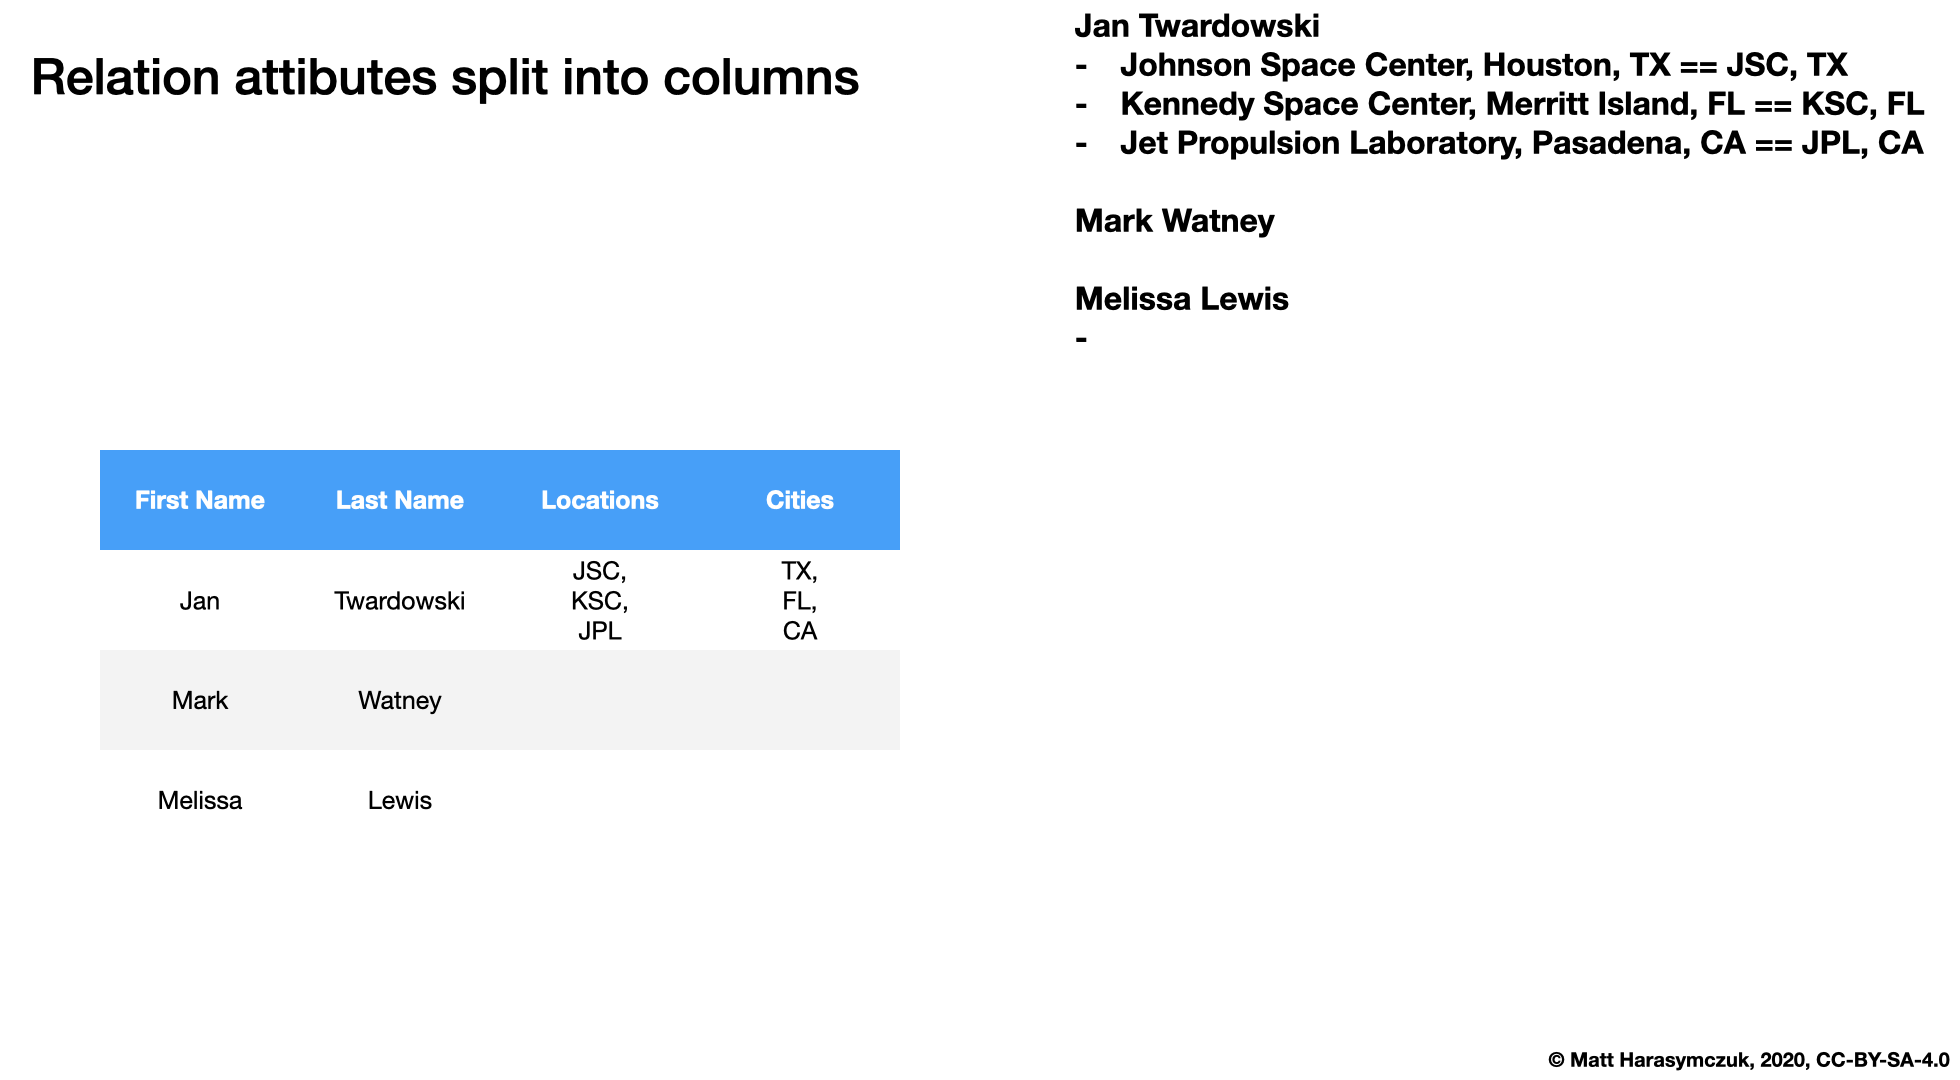 Relation attibutes split into columns
Jan Twardowski
- Johnson Space Center, Houston, TX == JSC, TX
- Kennedy Space Center, Merritt Island, FL == KSC, FL
- Jet Propulsion Laboratory, Pasadena, CA == JPL, CA
Mark Watney
Melissa Lewis
-
First Name Last Name Locations Cities
JSC, TX,
Jan Twardowski KSC, FL,
JPL CA
Mark Watney
Melissa Lewis
© Matt Harasymczuk, 2020, CC-BY-SA-4.0